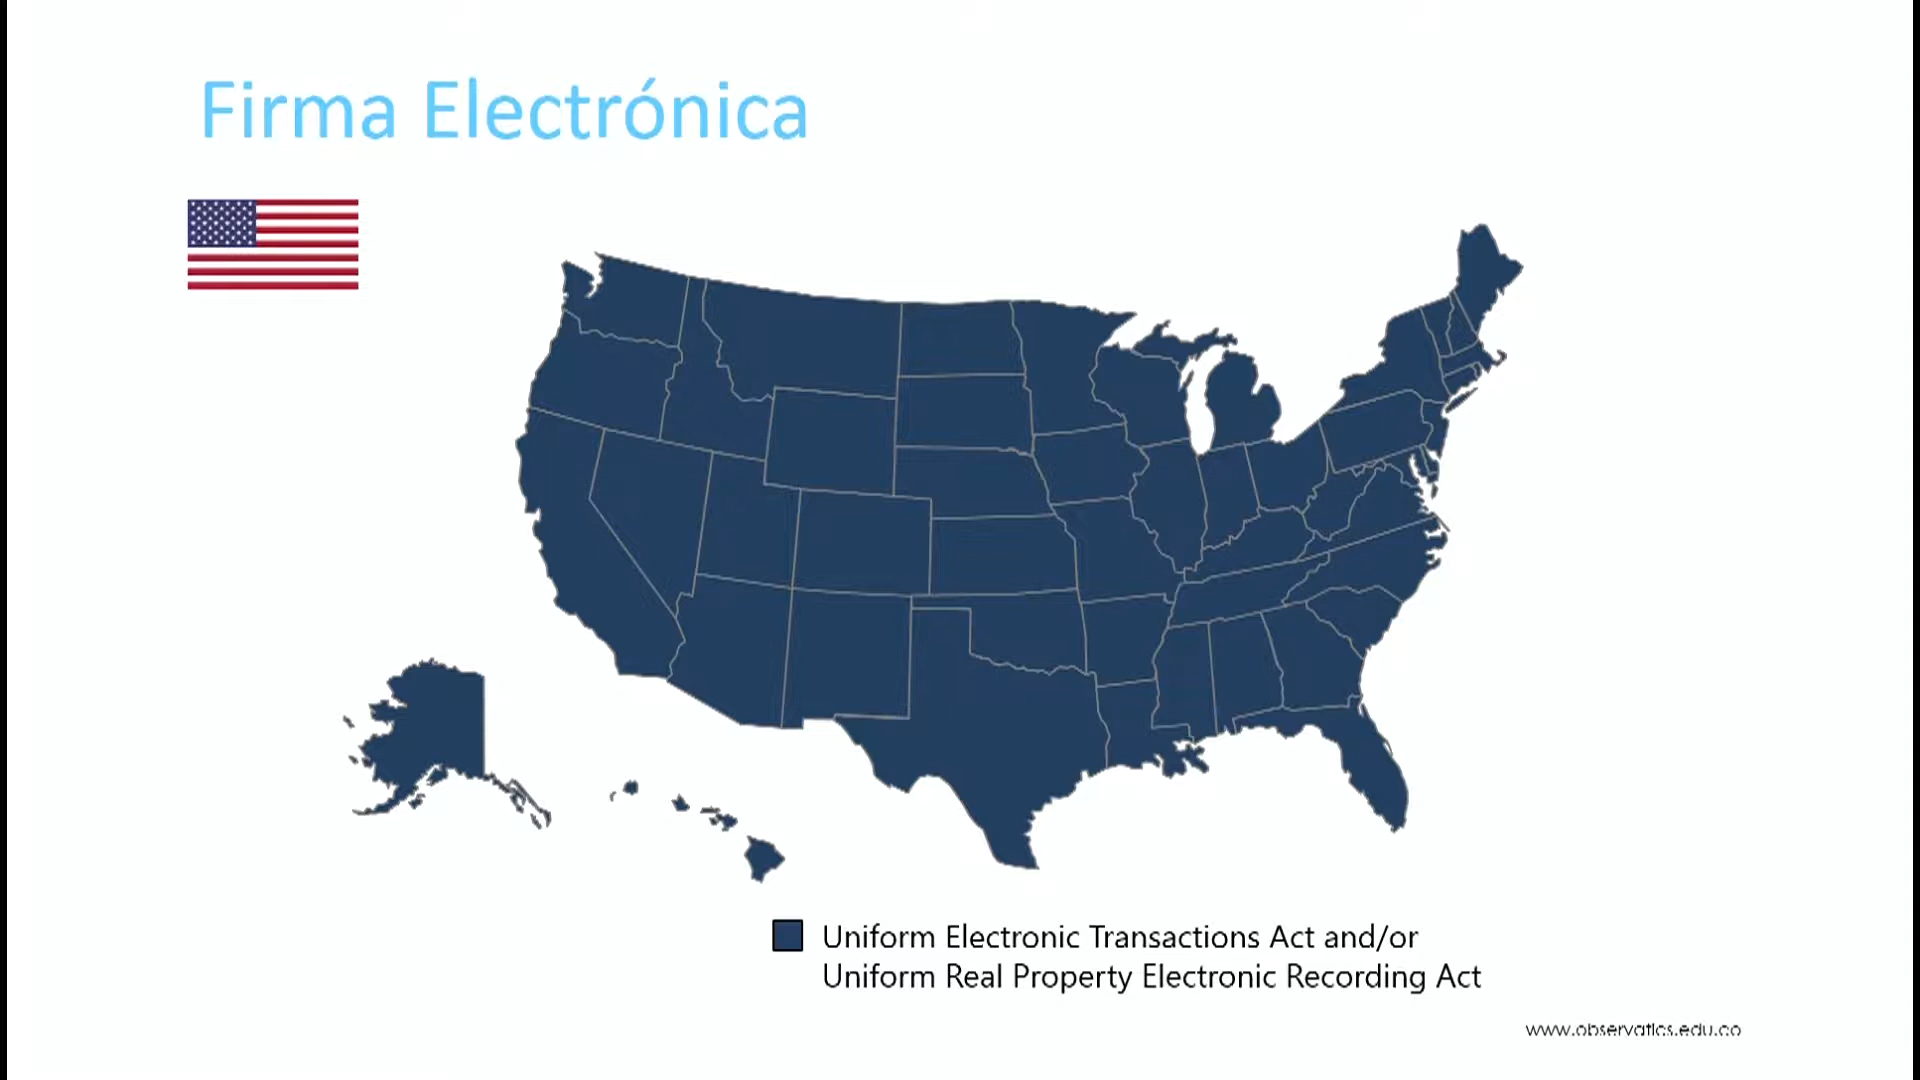 Firma Electrónica
Uniform Electronic Transactions Act and/or
Uniform Real Property Electronic Recording Act
www.observatics.edu.co